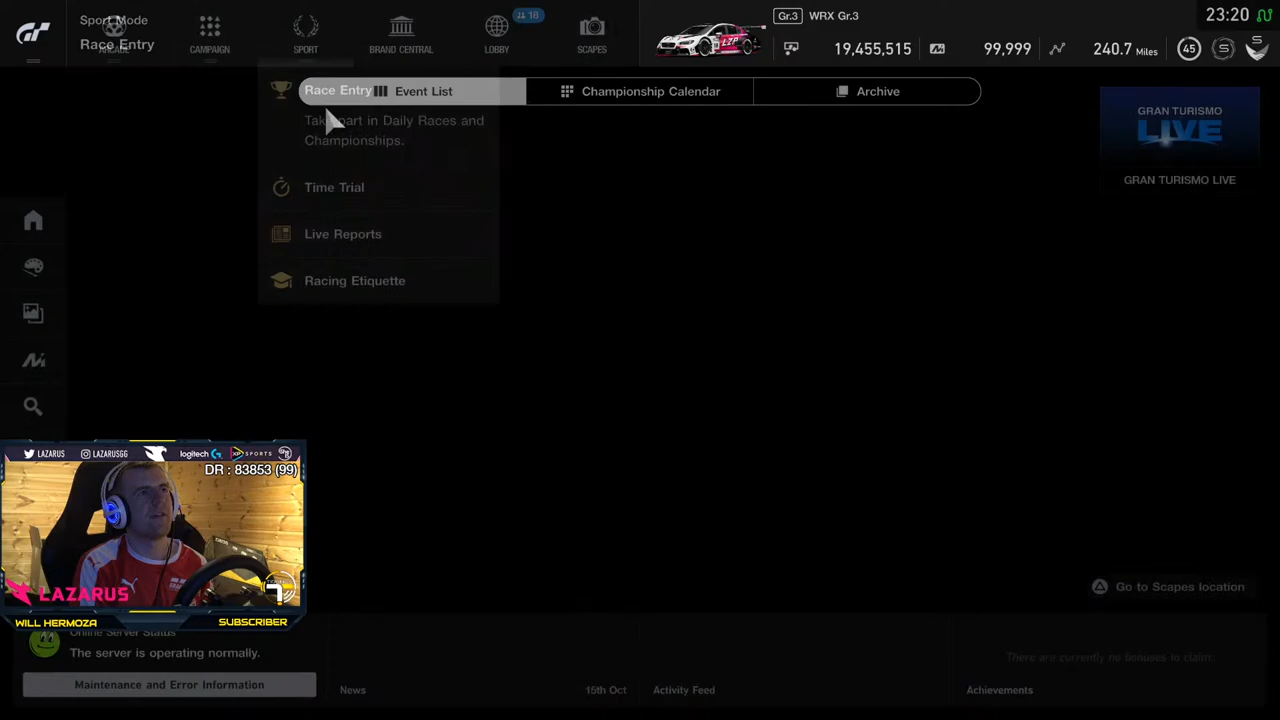 Sport Mode
Race Entry
ARCADE
CAMPAIGN
SPORT
BRAND CENTRAL
18
LOBBY
SCAPES
Gr.3
WRX Gr.3
23:20
19,455,515
99,999
240.7 Miles
45
S
S
Race Entry
Event List
Championship Calendar
Archive
Take part in Daily Races and
Championships.
Time Trial
Live Reports
Racing Etiquette
GRAN TURISMO
LIVE
GRAN TURISMO LIVE
LAZARUS
LAZARUSGG
logitech G
XP SPORTS
DR : 83853 (99)
LAZARUS
WILL HERMOZA
SUBSCRIBER
Go to Scapes location
Online Server Status
The server is operating normally.
Maintenance and Error Information
News
15th Oct
Activity Feed
There are currently no bonuses to claim.
Achievements